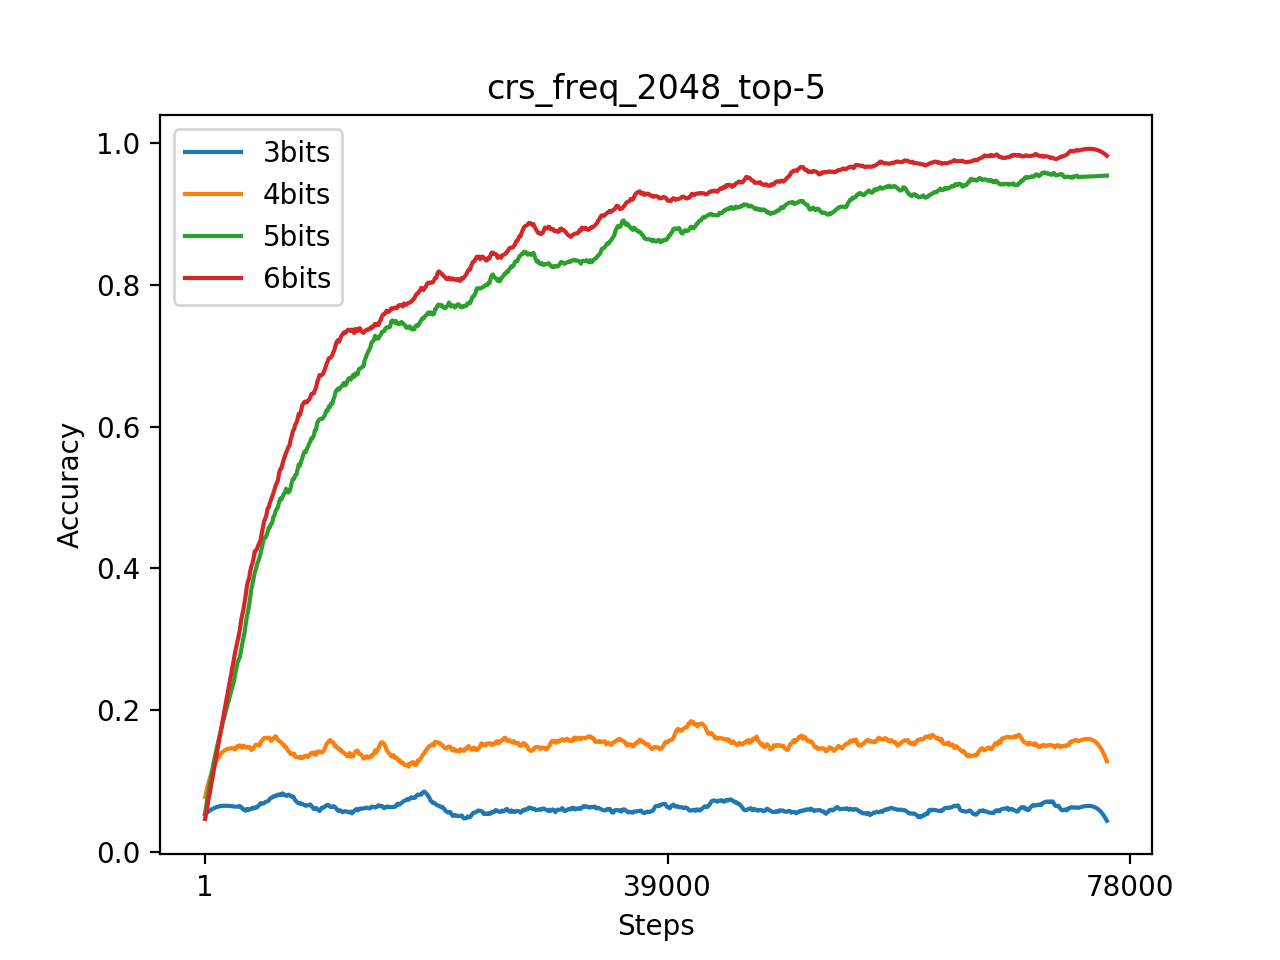 crs_freq_2048_top-5
3bits
4bits
5bits
6bits
1.0
0.8
0.6
0.4
0.2
0.0
Accuracy
1 39000 78000
Steps